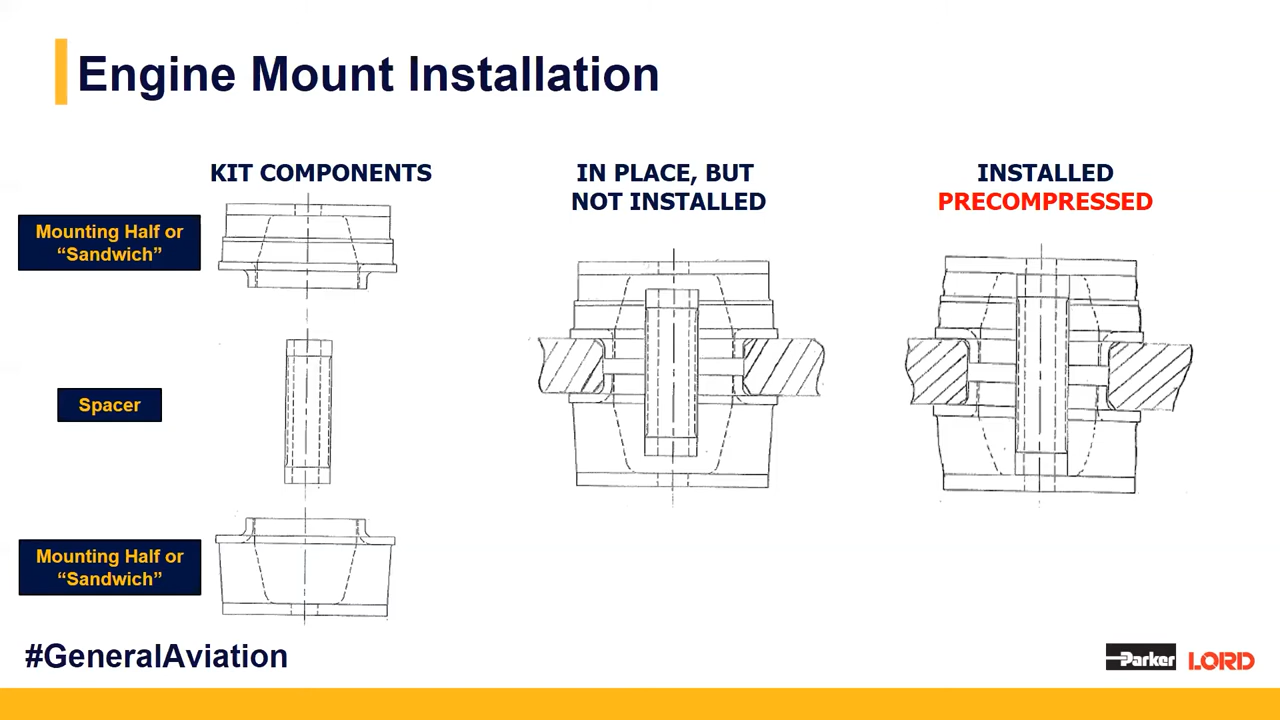 Engine Mount Installation
KIT COMPONENTS
IN PLACE, BUT
NOT INSTALLED
INSTALLED
PRECOMPRESSED
Mounting Half or
“Sandwich”
Spacer
Mounting Half or
“Sandwich”
#GeneralAviation
Parker
LORD